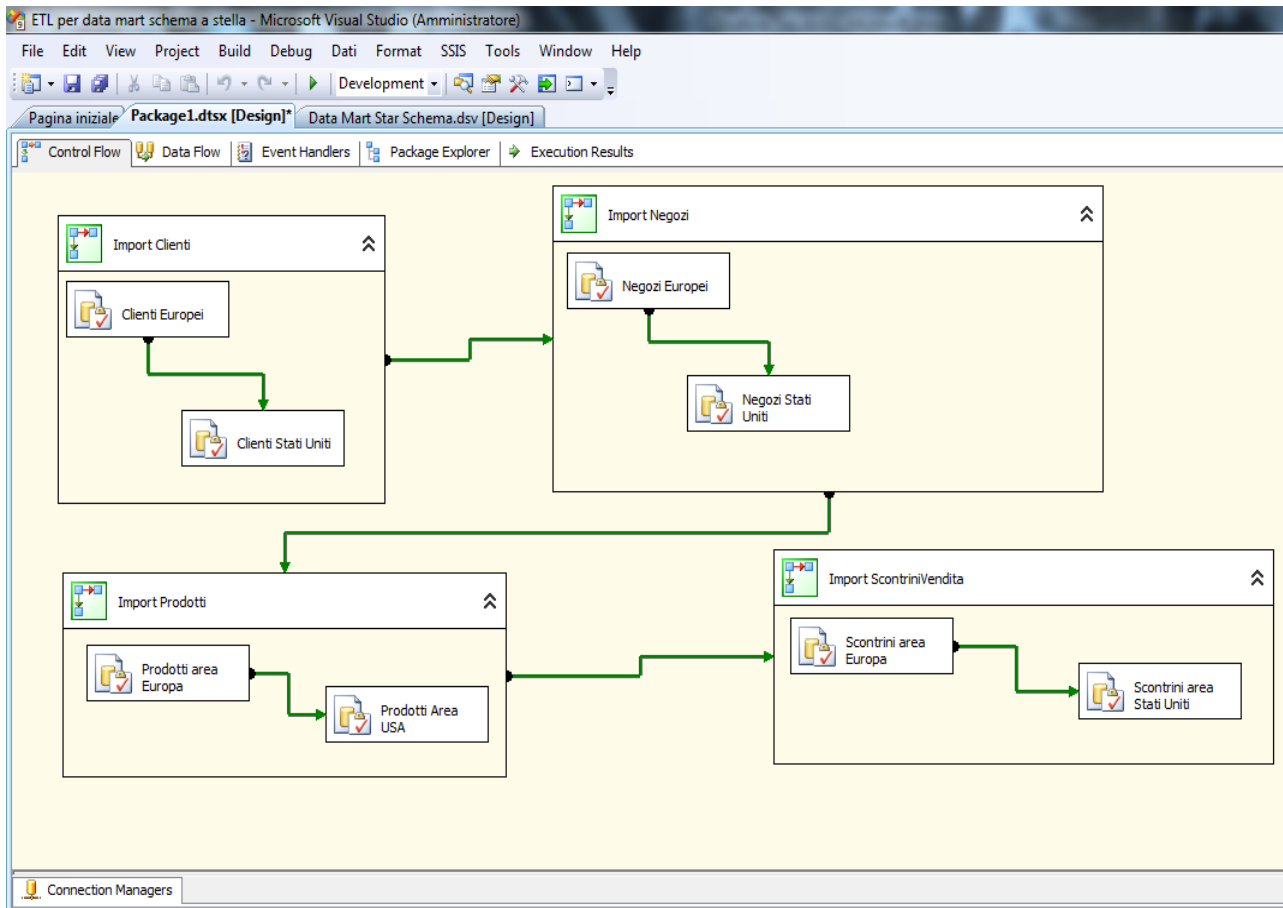 ETL per data mart schema a stella - Microsoft Visual Studio (Amministratore)
File Edit View Project Build Debug Dati Format SSIS Tools Window Help
Development
Pagina iniziale Package1.dtsx [Design]* Data Mart Star Schema.dsv [Design]
Control Flow Data Flow Event Handlers Package Explorer Execution Results
Import Clienti
Clienti Europei
Clienti Stati Uniti
Import Negozi
Negozi Europei
Negozi Stati
Uniti
Import Prodotti
Prodotti area
Europa
Prodotti Area
USA
Import ScontriniVendita
Scontrini area
Europa
Scontrini area
Stati Uniti
Connection Managers